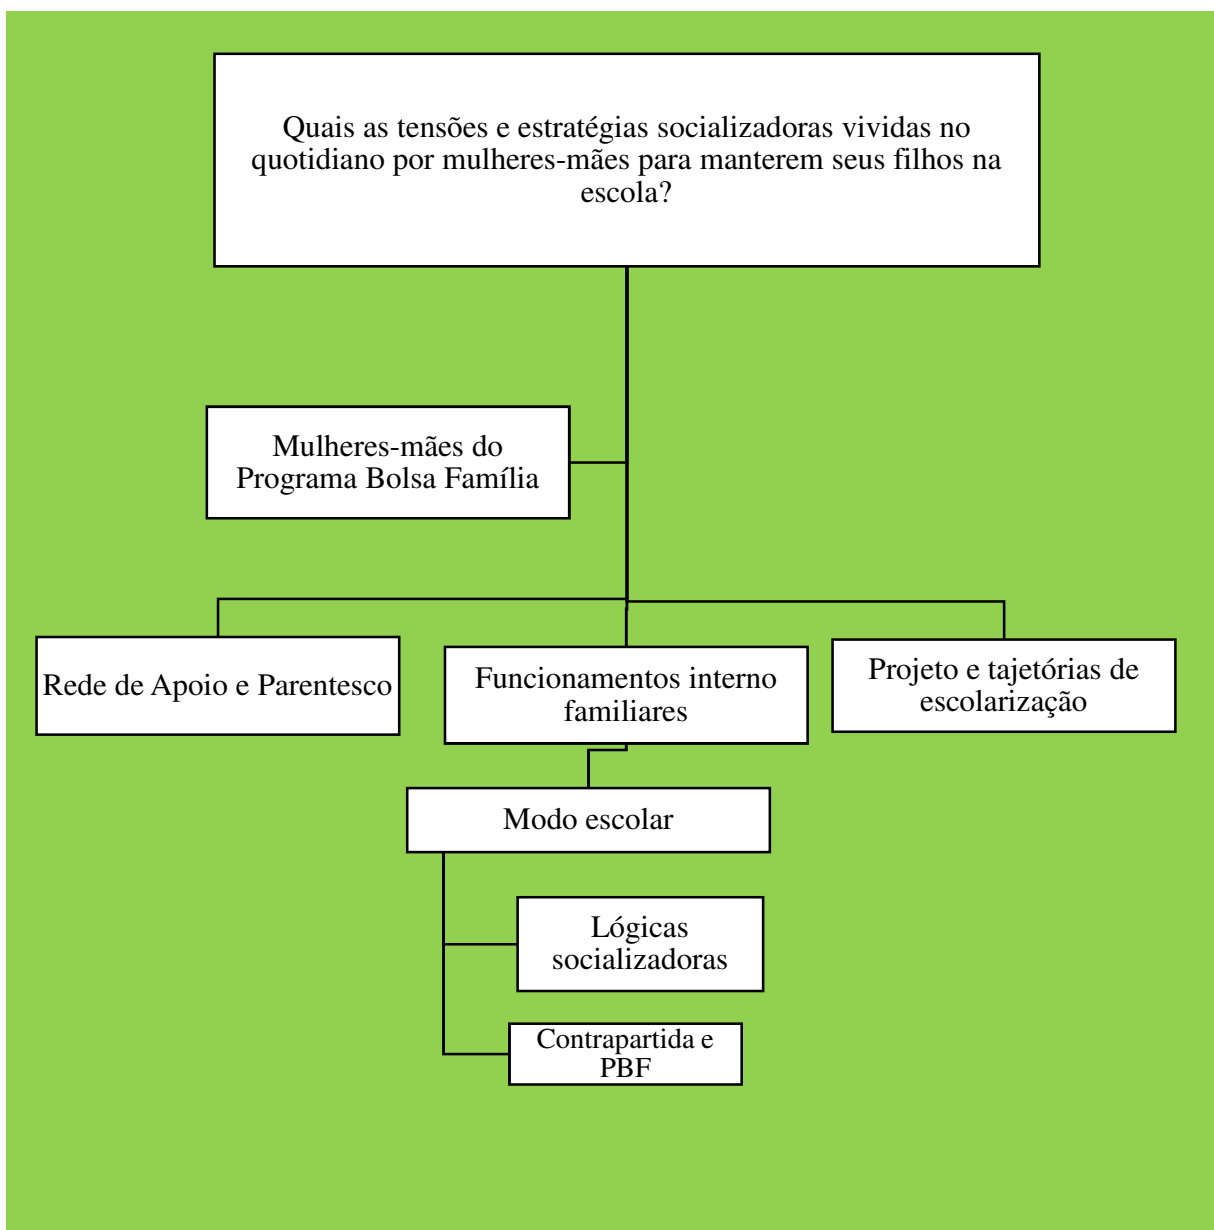 Quais as tensões e estratégias socializadoras vividas no
quotidiano por mulheres-mães para manterem seus filhos na
escola?
Mulheres-mães do
Programa Bolsa Família
Rede de Apoio e Parentesco
Funcionamentos interno
familiares
Projeto e tajetórias de
escolarização
Modo escolar
Lógicas
socializadoras
Contrapartida e
PBF